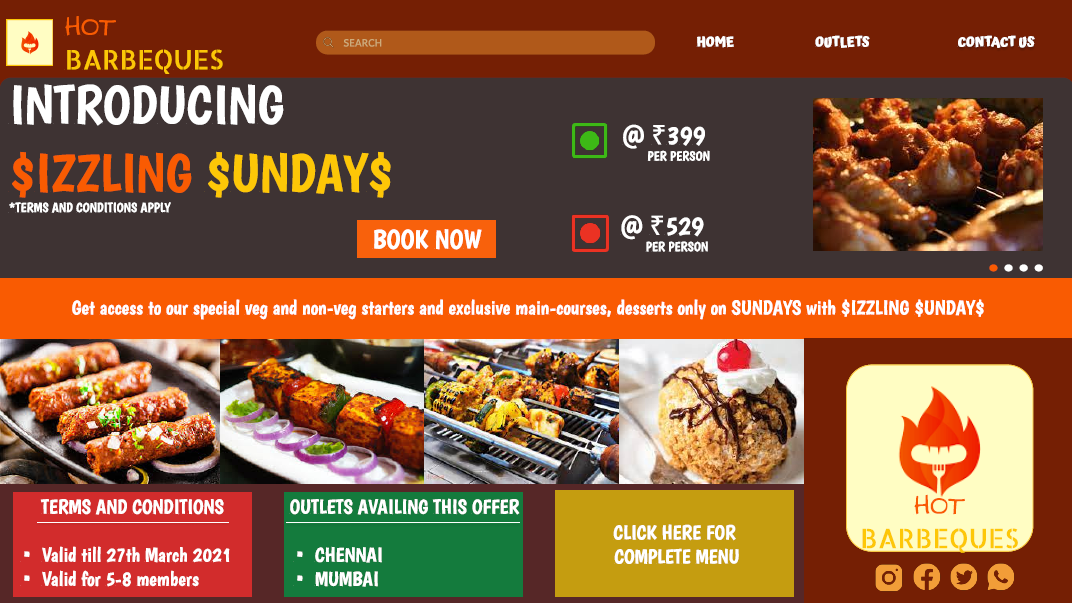 HOT
BARBEQUES
SEARCH
HOME
OUTLETS
CONTACT US
INTRODUCING
$IZZLING $UNDAY$
*TERMS AND CONDITIONS APPLY
BOOK NOW
@ ₹399
PER PERSON
@ ₹529
PER PERSON
Get access to our special veg and non-veg starters and exclusive main-courses, desserts only on SUNDAYS with $IZZLING $UNDAY$
TERMS AND CONDITIONS
▪ Valid till 27th March 2021
▪ Valid for 5-8 members
OUTLETS AVAILING THIS OFFER
▪ CHENNAI
▪ MUMBAI
CLICK HERE FOR
COMPLETE MENU
HOT
BARBEQUES